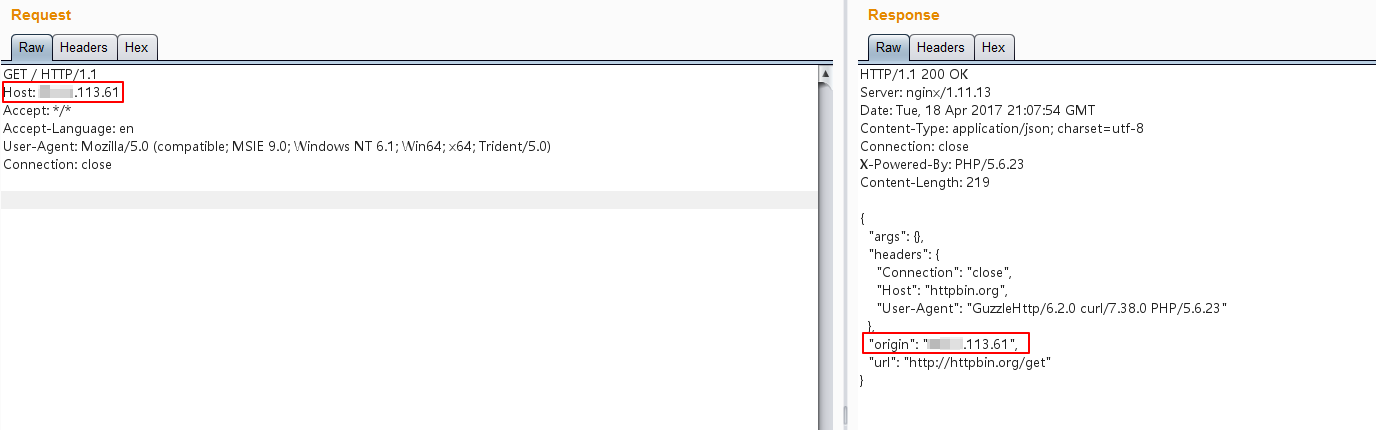 Request
Raw Headers Hex
GET / HTTP/1.1
Host: .113.61
Accept: */*
Accept-Language: en
User-Agent: Mozilla/5.0 (compatible; MSIE 9.0; Windows NT 6.1; Win64; x64; Trident/5.0)
Connection: close
Response
Raw Headers Hex
HTTP/1.1 200 OK
Server: nginx/1.11.13
Date: Tue, 18 Apr 2017 21:07:54 GMT
Content-Type: application/json; charset=utf-8
Connection: close
X-Powered-By: PHP/5.6.23
Content-Length: 219
{
"args": {},
"headers": {
"Connection": "close",
"Host": "httpbin.org",
"User-Agent": "GuzzleHttp/6.2.0 curl/7.38.0 PHP/5.6.23"
},
"origin": " .113.61",
"url": "http://httpbin.org/get"
}